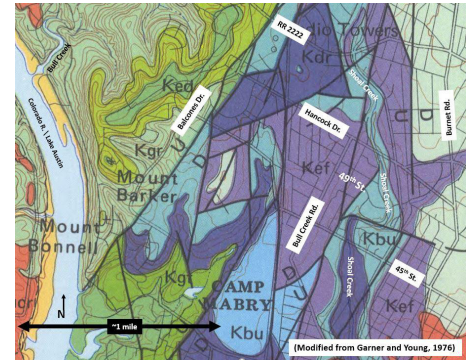 Bull Creek
RR 2222
Rio Towers
Kdr
Ked
Balcones Dr.
Shoal Creek
Burnet Rd.
Colorado R. \ Lake Austin
Hancock Dr.
U
D
U
D
Kgr
Mount
Barker
Kef
49th St.
Mount
Bonnell
Bull Creek Rd.
Shoal Creek
Kbu
45th St.
Kgr
D
U
CAMP
MABRY
Shoal Creek
Kef
N
~1 mile
Kbu
D
(Modified from Garner and Young, 1976)